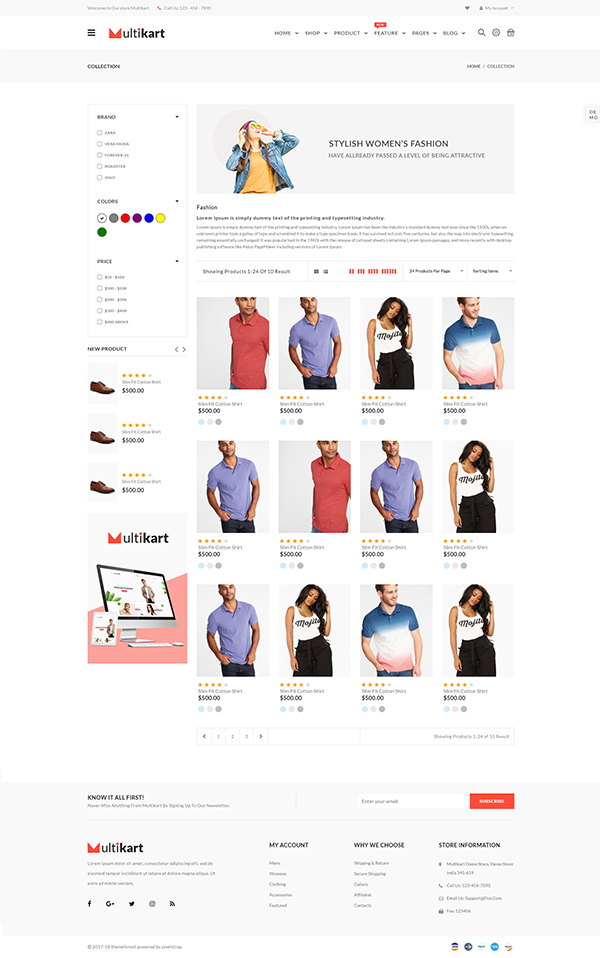 Welcome to Our store Multikart
Call Us: 123 - 456 - 7890
My Account
Multikart
HOME
SHOP
PRODUCT
NEW
FEATURE
PAGES
BLOG
COLLECTION
HOME / COLLECTION
DE
MO
BRAND
ZARA
VERA-MODA
FOREVER-21
ROADSTER
ONLY
COLORS
PRICE
$10 - $100
$100 - $200
$200 - $300
$300 - $400
$400 ABOVE
NEW PRODUCT
Slim Fit Cotton Shirt
$500.00
Slim Fit Cotton Shirt
$500.00
Slim Fit Cotton Shirt
$500.00
Multikart
STYLISH WOMEN'S FASHION
HAVE ALLREADY PASSED A LEVEL OF BEING ATTRACTIVE
Fashion
Lorem Ipsum is simply dummy text of the printing and typesetting industry.
Lorem Ipsum is simply dummy text of the printing and typesetting industry. Lorem Ipsum has been the industry's standard dummy text ever since the 1500s, when an
unknown printer took a galley of type and scrambled it to make a type specimen book. It has survived not only five centuries, but also the leap into electronic typesetting,
remaining essentially unchanged. It was popularised in the 1960s with the release of Letraset sheets containing Lorem Ipsum passages, and more recently with desktop
publishing software like Aldus PageMaker including versions of Lorem Ipsum.
Showing Products 1-24 Of 10 Result
24 Products Per Page
Sorting Items
Mojito
Slim Fit Cotton Shirt
$500.00
Slim Fit Cotton Shirt
$500.00
Slim Fit Cotton Shirt
$500.00
Slim Fit Cotton Shirt
$500.00
Mojito
Slim Fit Cotton Shirt
$500.00
Slim Fit Cotton Shirt
$500.00
Slim Fit Cotton Shirt
$500.00
Slim Fit Cotton Shirt
$500.00
Mojito
Mojito
Slim Fit Cotton Shirt
$500.00
Slim Fit Cotton Shirt
$500.00
Slim Fit Cotton Shirt
$500.00
Slim Fit Cotton Shirt
$500.00
1
2
3
Showing Products 1-24 of 10 Result
KNOW IT ALL FIRST!
Never Miss Anything From Multikart By Signing Up To Our Newsletter.
Enter your email
SUBSCRIBE
Multikart
Lorem ipsum dolor sit amet, consectetur adipiscing elit, sed do eiusmod
tempor incididunt ut labore et dolore magna aliqua.
Ut enim ad minim veniam,
MY ACCOUNT
Mens
Womens
Clothing
Accessories
Featured
WHY WE CHOOSE
Shipping & Return
Secure Shopping
Gallary
Affiliates
Contacts
STORE INFORMATION
Multikart Demo Store, Demo Store
India 345-659
Call Us: 123-456-7898
Email Us: Support@Fiot.Com
Fax: 123456
© 2017-18 themeforest powered by pixelstrap